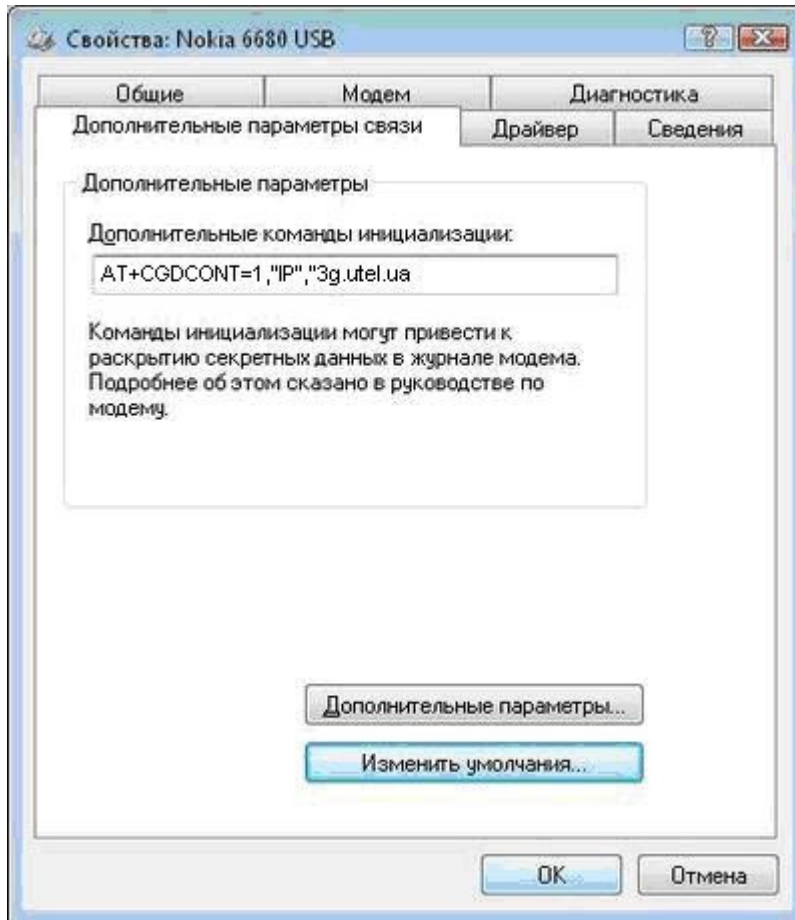 Свойства: Nokia 6680 USB
Общие
Модем
Диагностика
Дополнительные параметры связи
Драйвер
Сведения
Дополнительные параметры
Дополнительные команды инициализации:
AT+CGDCONT=1,"IP","3g.utel.ua
Команды инициализации могут привести к
раскрытию секретных данных в журнале модема.
Подробнее об этом сказано в руководстве по
модему.
Дополнительные параметры...
Изменить умолчания...
OK
Отмена